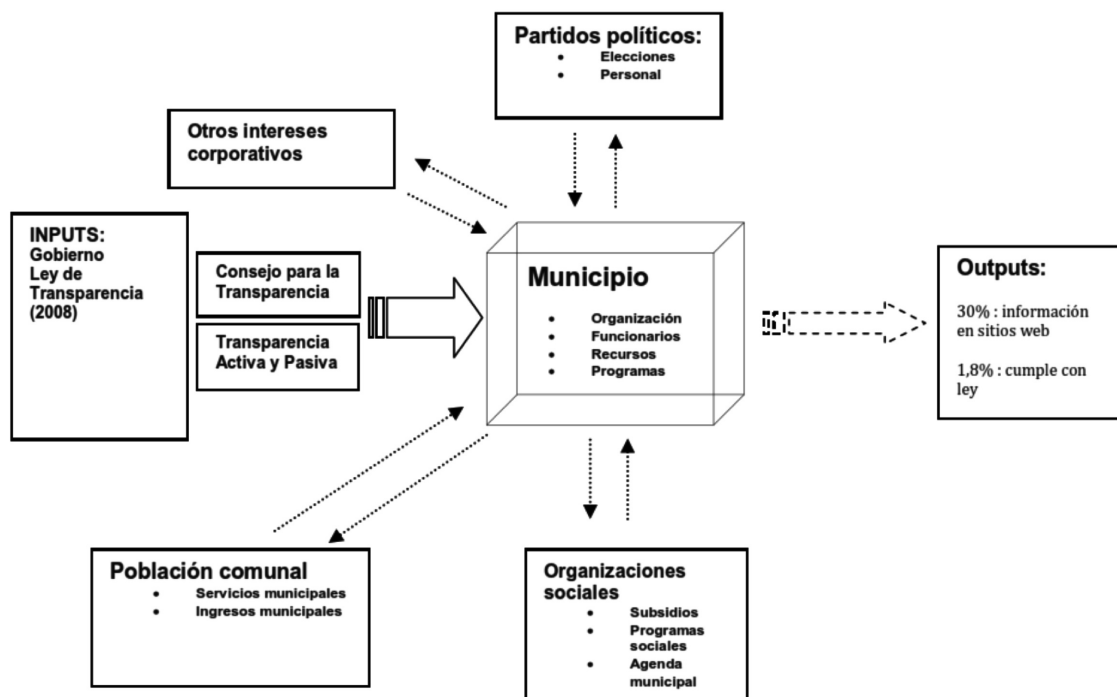 Partidos políticos:
• Elecciones
• Personal
Otros intereses
corporativos
INPUTS:
Gobierno
Ley de
Transparencia
(2008)
Consejo para la
Transparencia
Transparencia
Activa y Pasiva
Municipio
• Organización
• Funcionarios
• Recursos
• Programas
Outputs:
30% : información
en sitios web
1,8% : cumple con
ley
Población comunal
• Servicios municipales
• Ingresos municipales
Organizaciones
sociales
• Subsidios
• Programas
sociales
• Agenda
municipal